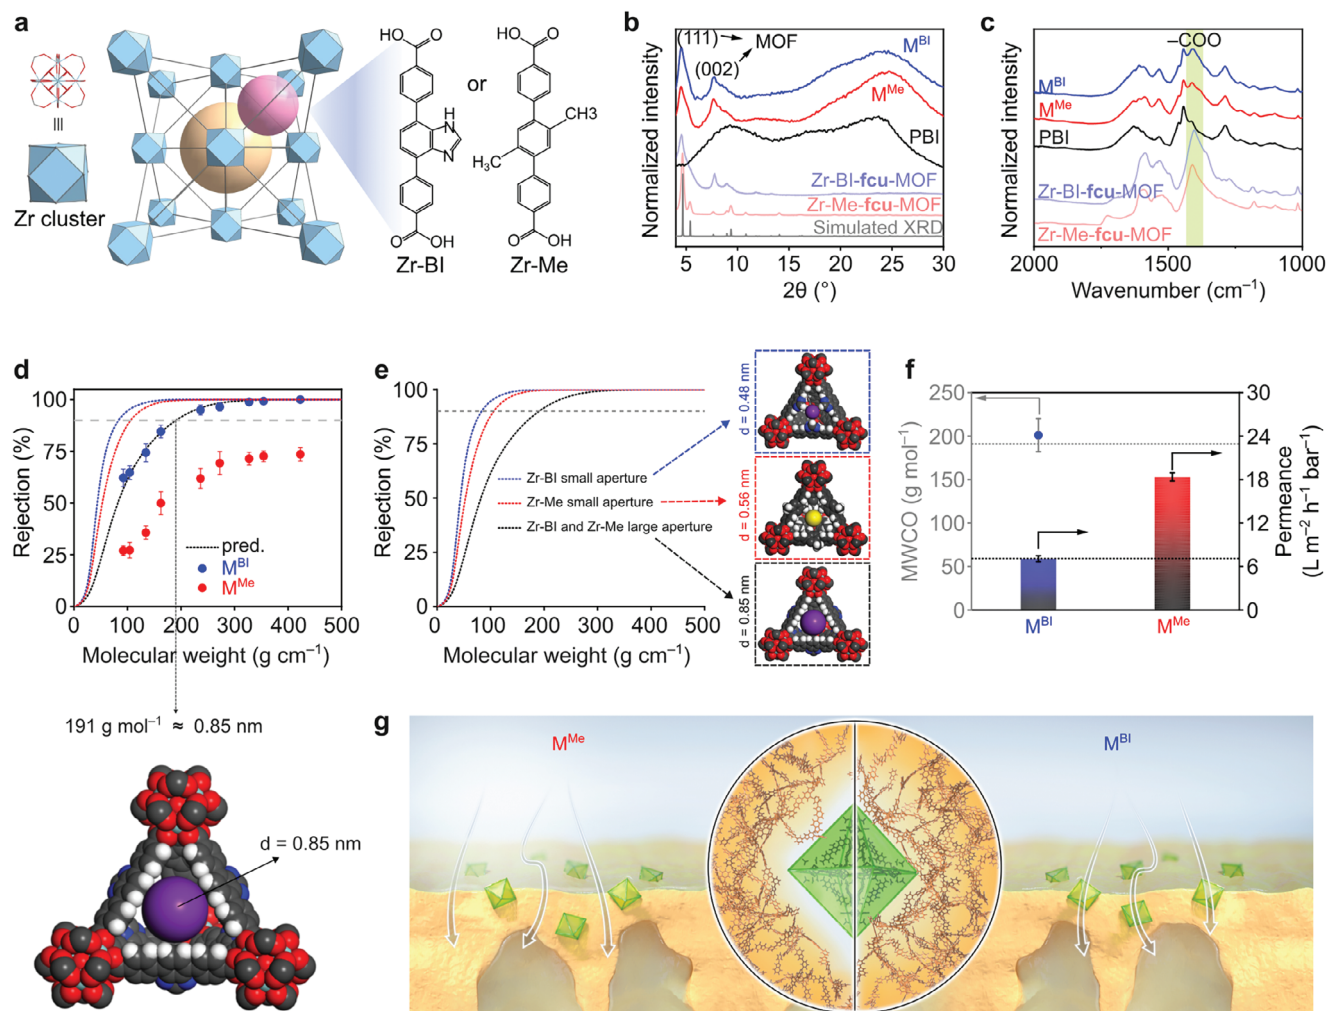 a
Zr cluster
HO
O
HN
N
O
OH
Zr-BI
or
HO
O
CH3
H₃C
O
OH
Zr-Me
b
Normalized intensity
(111)
MOF
(002)
Mᴮᴵ
Mᴹᵉ
PBI
Zr-BI-fcu-MOF
Zr-Me-fcu-MOF
Simulated XRD
5 10 15 20 25 30
2θ (°)
c
Normalized intensity
–COO
Mᴮᴵ
Mᴹᵉ
PBI
Zr-BI-fcu-MOF
Zr-Me-fcu-MOF
2000 1500 1000
Wavenumber (cm⁻¹)
d
Rejection (%)
100
75
50
25
0
pred.
Mᴮᴵ
Mᴹᵉ
0 100 200 300 400 500
Molecular weight (g cm⁻¹)
191 g mol⁻¹ ≈ 0.85 nm
d = 0.85 nm
e
Rejection (%)
100
75
50
25
0
Zr-BI small aperture
Zr-Me small aperture
Zr-BI and Zr-Me large aperture
0 100 200 300 400 500
Molecular weight (g cm⁻¹)
d = 0.48 nm
d = 0.56 nm
d = 0.85 nm
f
MWCO (g mol⁻¹)
250
200
150
100
50
0
30
24
18
12
6
0
Permeance
(L m⁻² h⁻¹ bar⁻¹)
Mᴮᴵ
Mᴹᵉ
g
Mᴹᵉ
Mᴮᴵ